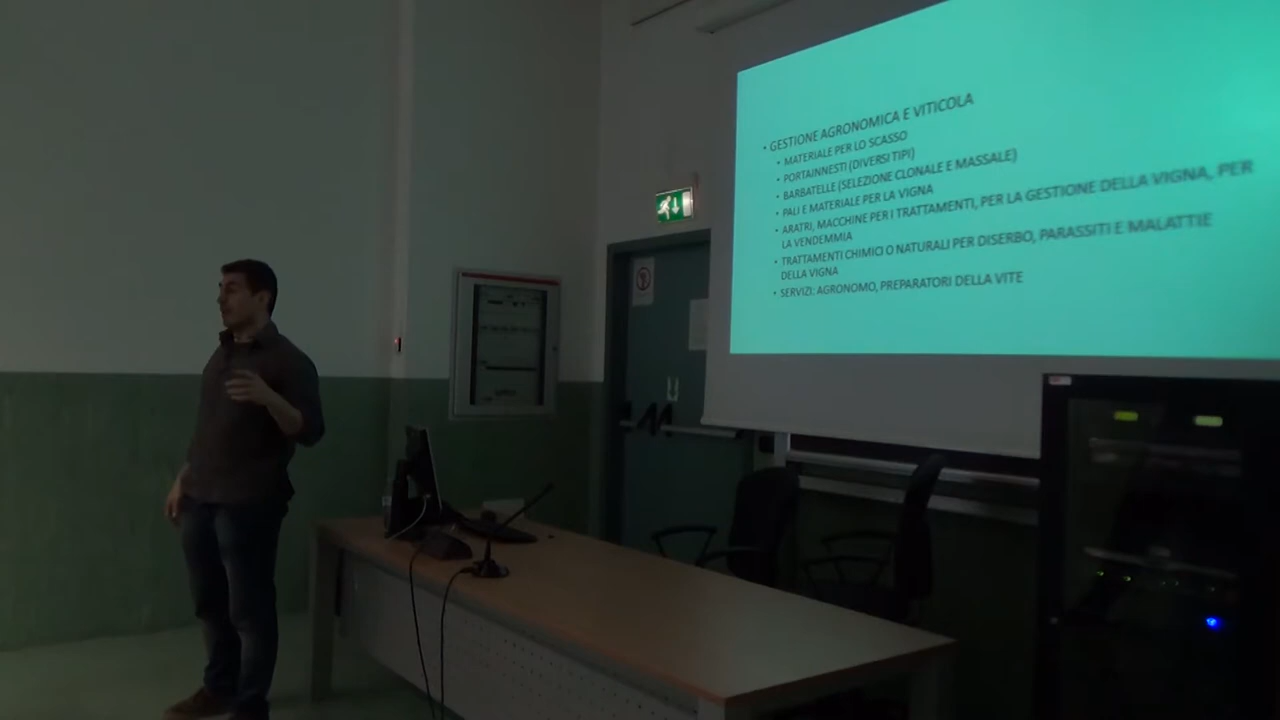 • GESTIONE AGRONOMICA E VITICOLA
• MATERIALE PER LO SCASSO
• PORTAINNESTI (DIVERSI TIPI)
• BARBATELLE (SELEZIONE CLONALE E MASSALE)
• PALI E MATERIALE PER LA VIGNA
• ARATRI, MACCHINE PER I TRATTAMENTI, PER LA GESTIONE DELLA VIGNA, PER
LA VENDEMMIA
• TRATTAMENTI CHIMICI O NATURALI PER DISERBO, PARASSITI E MALATTIE
DELLA VIGNA
• SERVIZI: AGRONOMO, PREPARATORI DELLA VITE